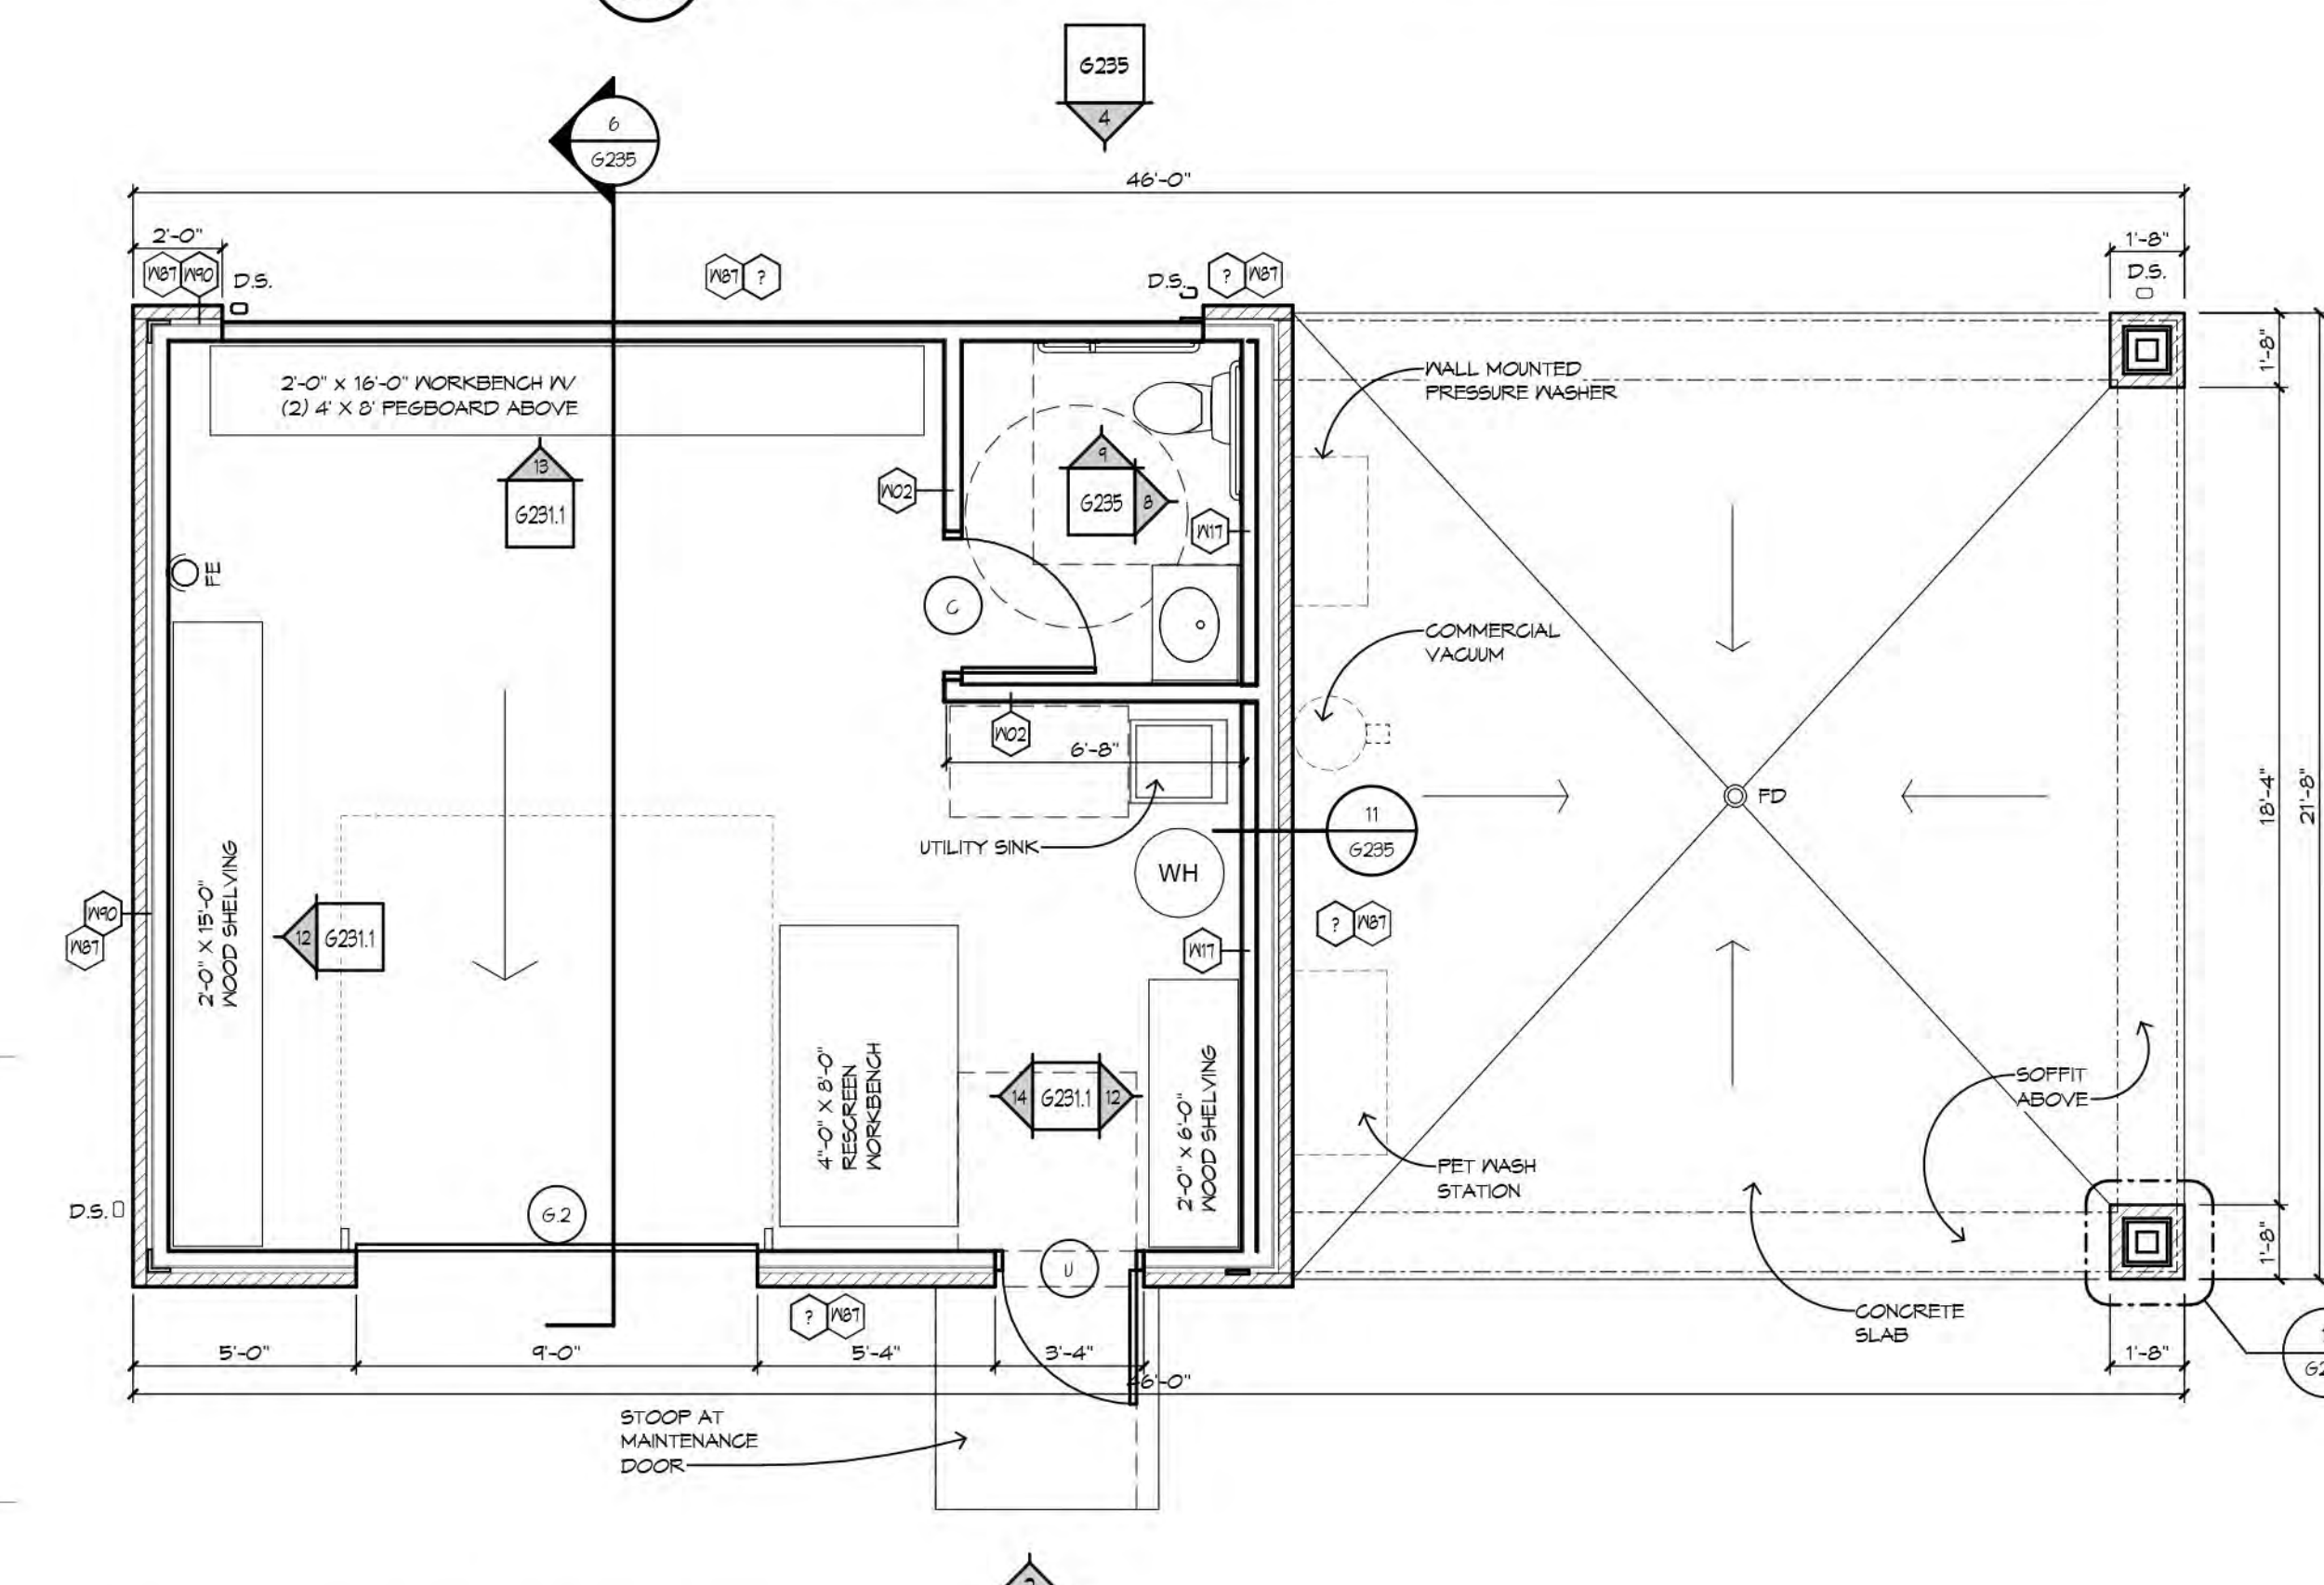 G235
4
6
G235
46'-0"
2'-0"
1'-8"
W87 W90
D.S.
W87 ?
D.S.
? W87
D.S.
2'-0" X 16'-0" WORKBENCH W/
(2) 4' X 8' PEGBOARD ABOVE
WALL MOUNTED
PRESSURE WASHER
1'-8"
13
G231.1
W02
9
G235 8
W17
FE
C
COMMERCIAL
VACUUM
W02
6'-8"
FD
18'-4"
21'-8"
UTILITY SINK
WH
11
G235
2'-0" X 15'-0"
WOOD SHELVING
W90
W87
12 G231.1
? W87
W17
4"-0" X 8'-0"
RESCREEN
WORKBENCH
14 G231.1 12
2'-0" X 6'-0"
WOOD SHELVING
SOFFIT
ABOVE
PET WASH
STATION
D.S.
G.2
U
1'-8"
? W87
CONCRETE
SLAB
5'-0"
9'-0"
5'-4"
3'-4"
1'-8"
46'-0"
STOOP AT
MAINTENANCE
DOOR